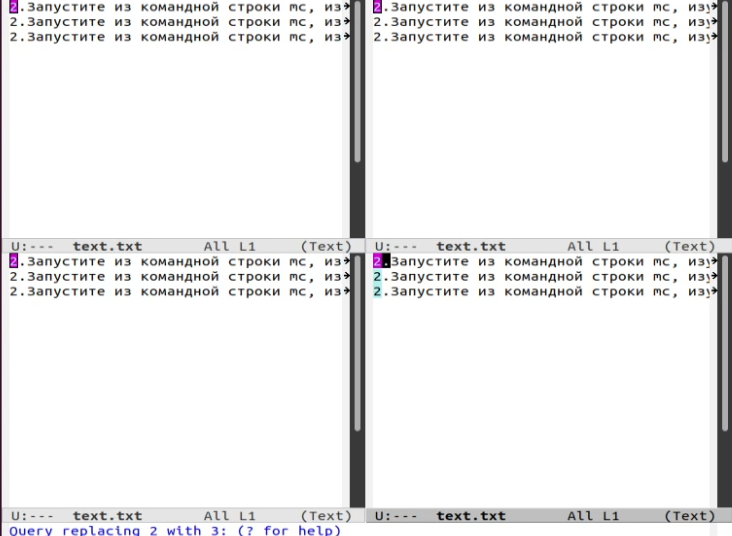 2.Запустите из командной строки mc, из
2.Запустите из командной строки mc, из
2.Запустите из командной строки mc, из
U:--- text.txt All L1 (Text)
2.Запустите из командной строки mc, изу
2.Запустите из командной строки mc, изу
2.Запустите из командной строки mc, изу
U:--- text.txt All L1 (Text)
2.Запустите из командной строки mc, из
2.Запустите из командной строки mc, из
2.Запустите из командной строки mc, из
U:--- text.txt All L1 (Text)
2.Запустите из командной строки mc, изу
2.Запустите из командной строки mc, изу
2.Запустите из командной строки mc, изу
U:--- text.txt All L1 (Text)
Query replacing 2 with 3: (? for help)